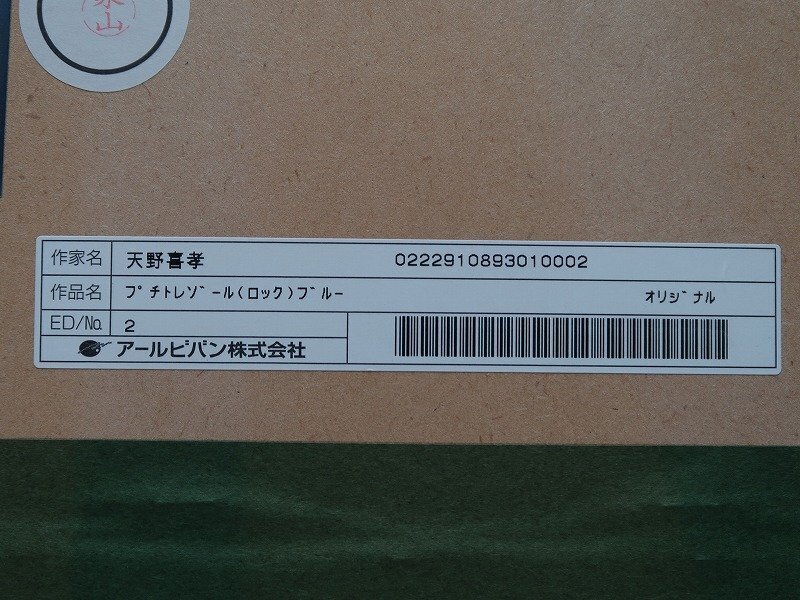 山
作家名 天野喜孝 0222910893010002
作品名 プチトレゾール(ロック)ブルー オリジナル
ED/No. 2
アールビバン株式会社